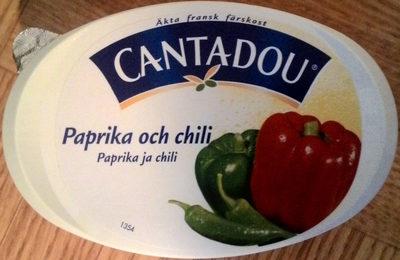 Äkta fransk färskost
CANTADOU®
Paprika och chili
Paprika ja chili
1354